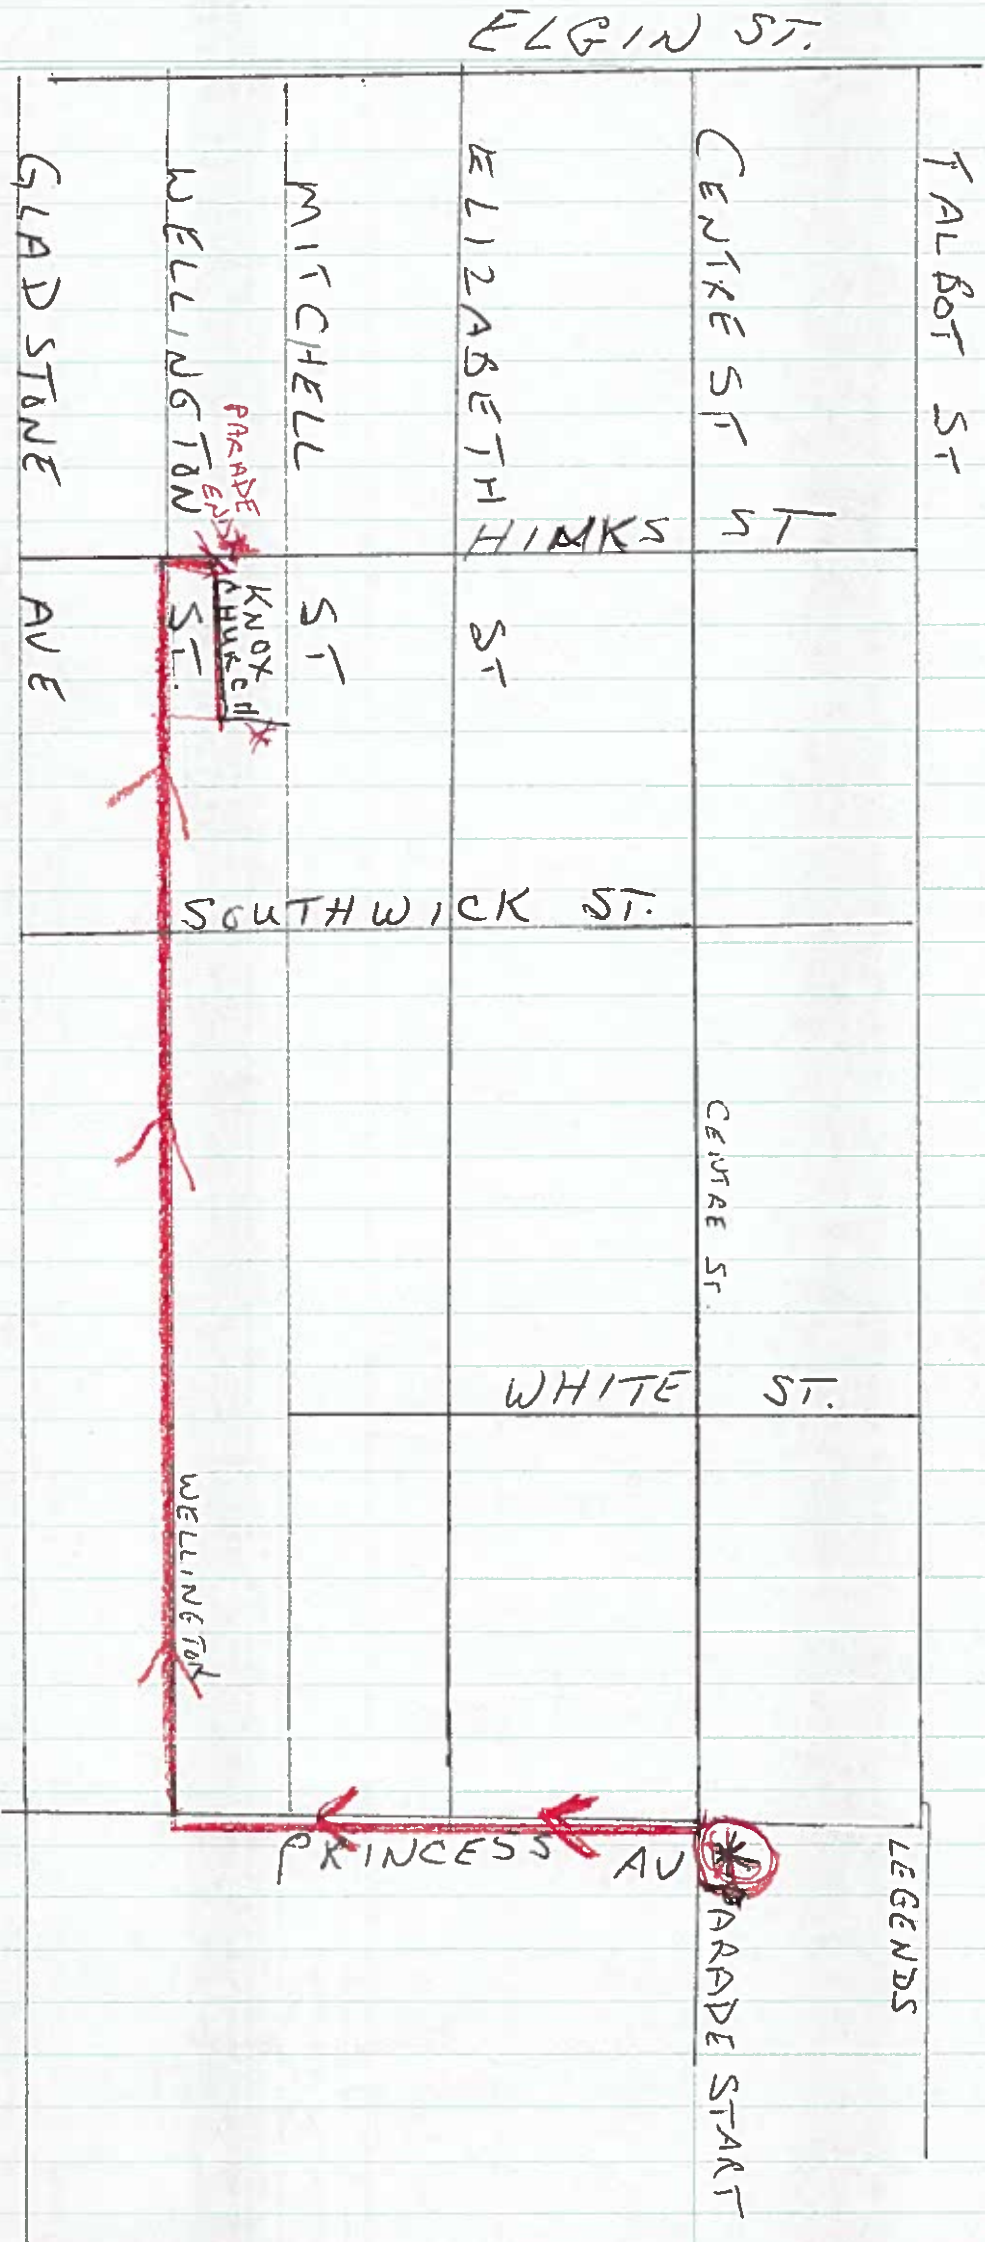 ELGIN ST.
TALBOT ST
CENTRE ST
ELIZABETH ST
MITCHELL ST
WELLINGTON ST.
GLADSTONE AVE
HINKS ST
PARADE
END
KNOX
CHURCH
SOUTHWICK ST.
CENTRE ST.
WHITE ST.
WELLINGTON
PRINCESS AV
PARADE START
LEGENDS